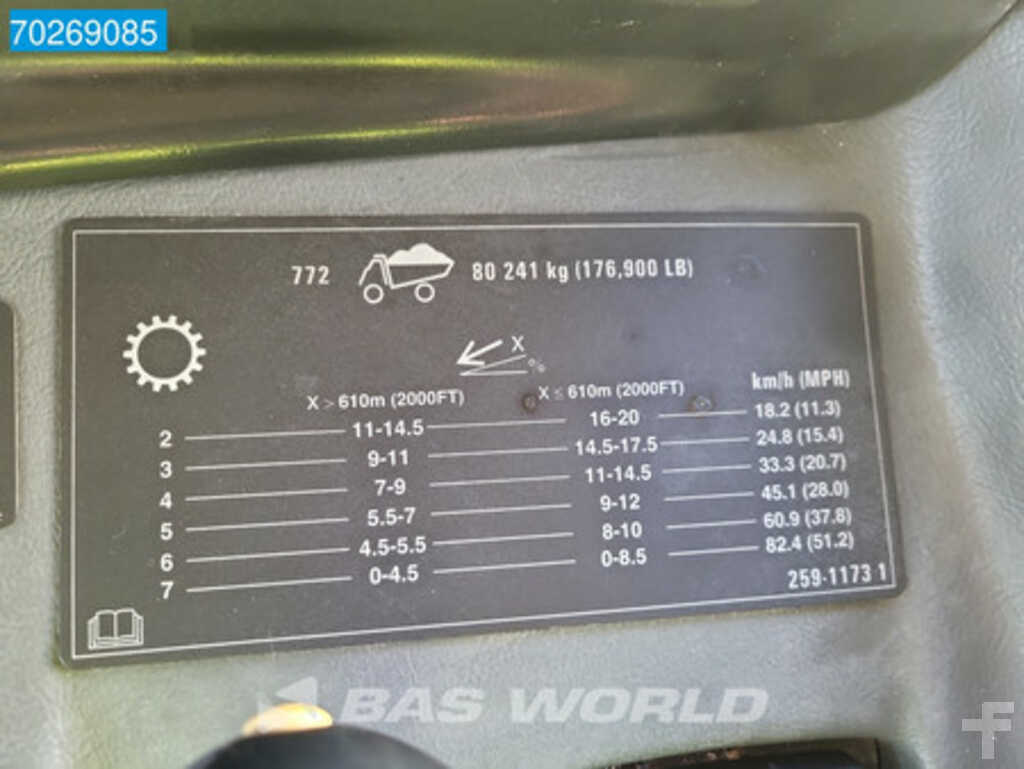 70269085
772 80 241 kg (176,900 LB)
X %
X > 610m (2000FT) X ≤ 610m (2000FT) km/h (MPH)
2 11-14.5 16-20 18.2 (11.3)
3 9-11 14.5-17.5 24.8 (15.4)
4 7-9 11-14.5 33.3 (20.7)
5 5.5-7 9-12 45.1 (28.0)
6 4.5-5.5 8-10 60.9 (37.8)
7 0-4.5 0-8.5 82.4 (51.2)
259-1173 1
BAS WORLD